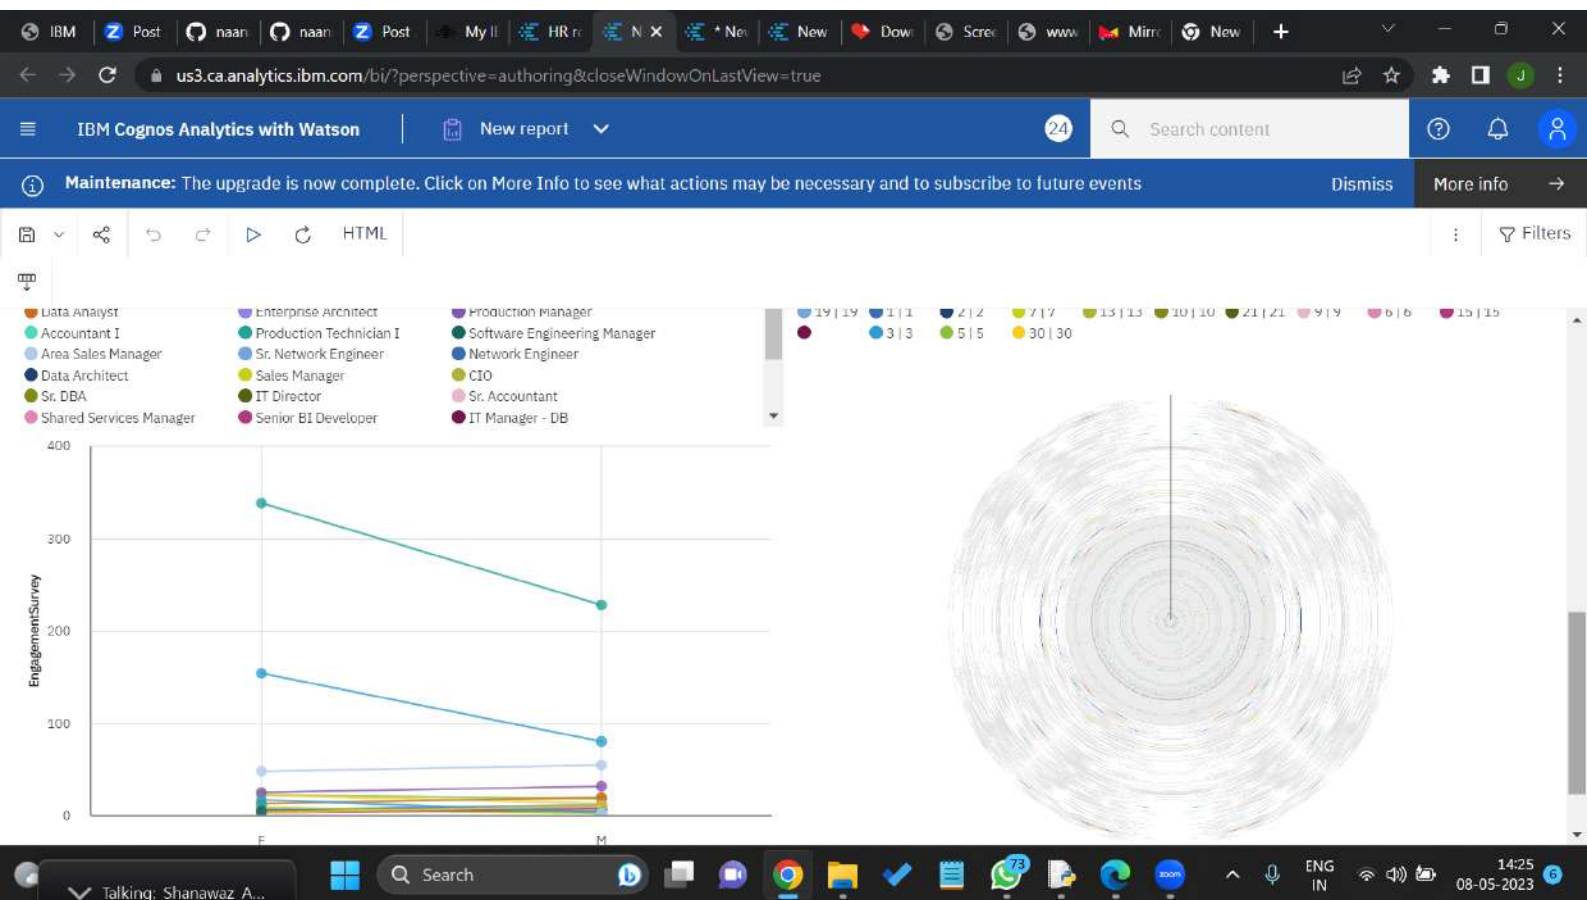 IBM Post naan naan Post My II HR re N * Nev New Dow Scree www Mirr New
us3.ca.analytics.ibm.com/bi/?perspective=authoring&closeWindowOnLastView=true J
IBM Cognos Analytics with Watson New report 24 Search content
Maintenance: The upgrade is now complete. Click on More Info to see what actions may be necessary and to subscribe to future events Dismiss More info
HTML Filters
Data Analyst Enterprise Architect Production Manager
Accountant I Production Technician I Software Engineering Manager
Area Sales Manager Sr. Network Engineer Network Engineer
Data Architect Sales Manager CIO
Sr. DBA IT Director Sr. Accountant
Shared Services Manager Senior BI Developer IT Manager - DB
19 | 19 1 | 1 2 | 2 7 | 7 13 | 13 10 | 10 21 | 21 9 | 9 6 | 6 15 | 15
3 | 3 5 | 5 30 | 30
400
300
200
100
0
EngagementSurvey
F M
Talking: Shanawaz A...
Search
73
zoom
ENG
IN
14:25
08-05-2023
6